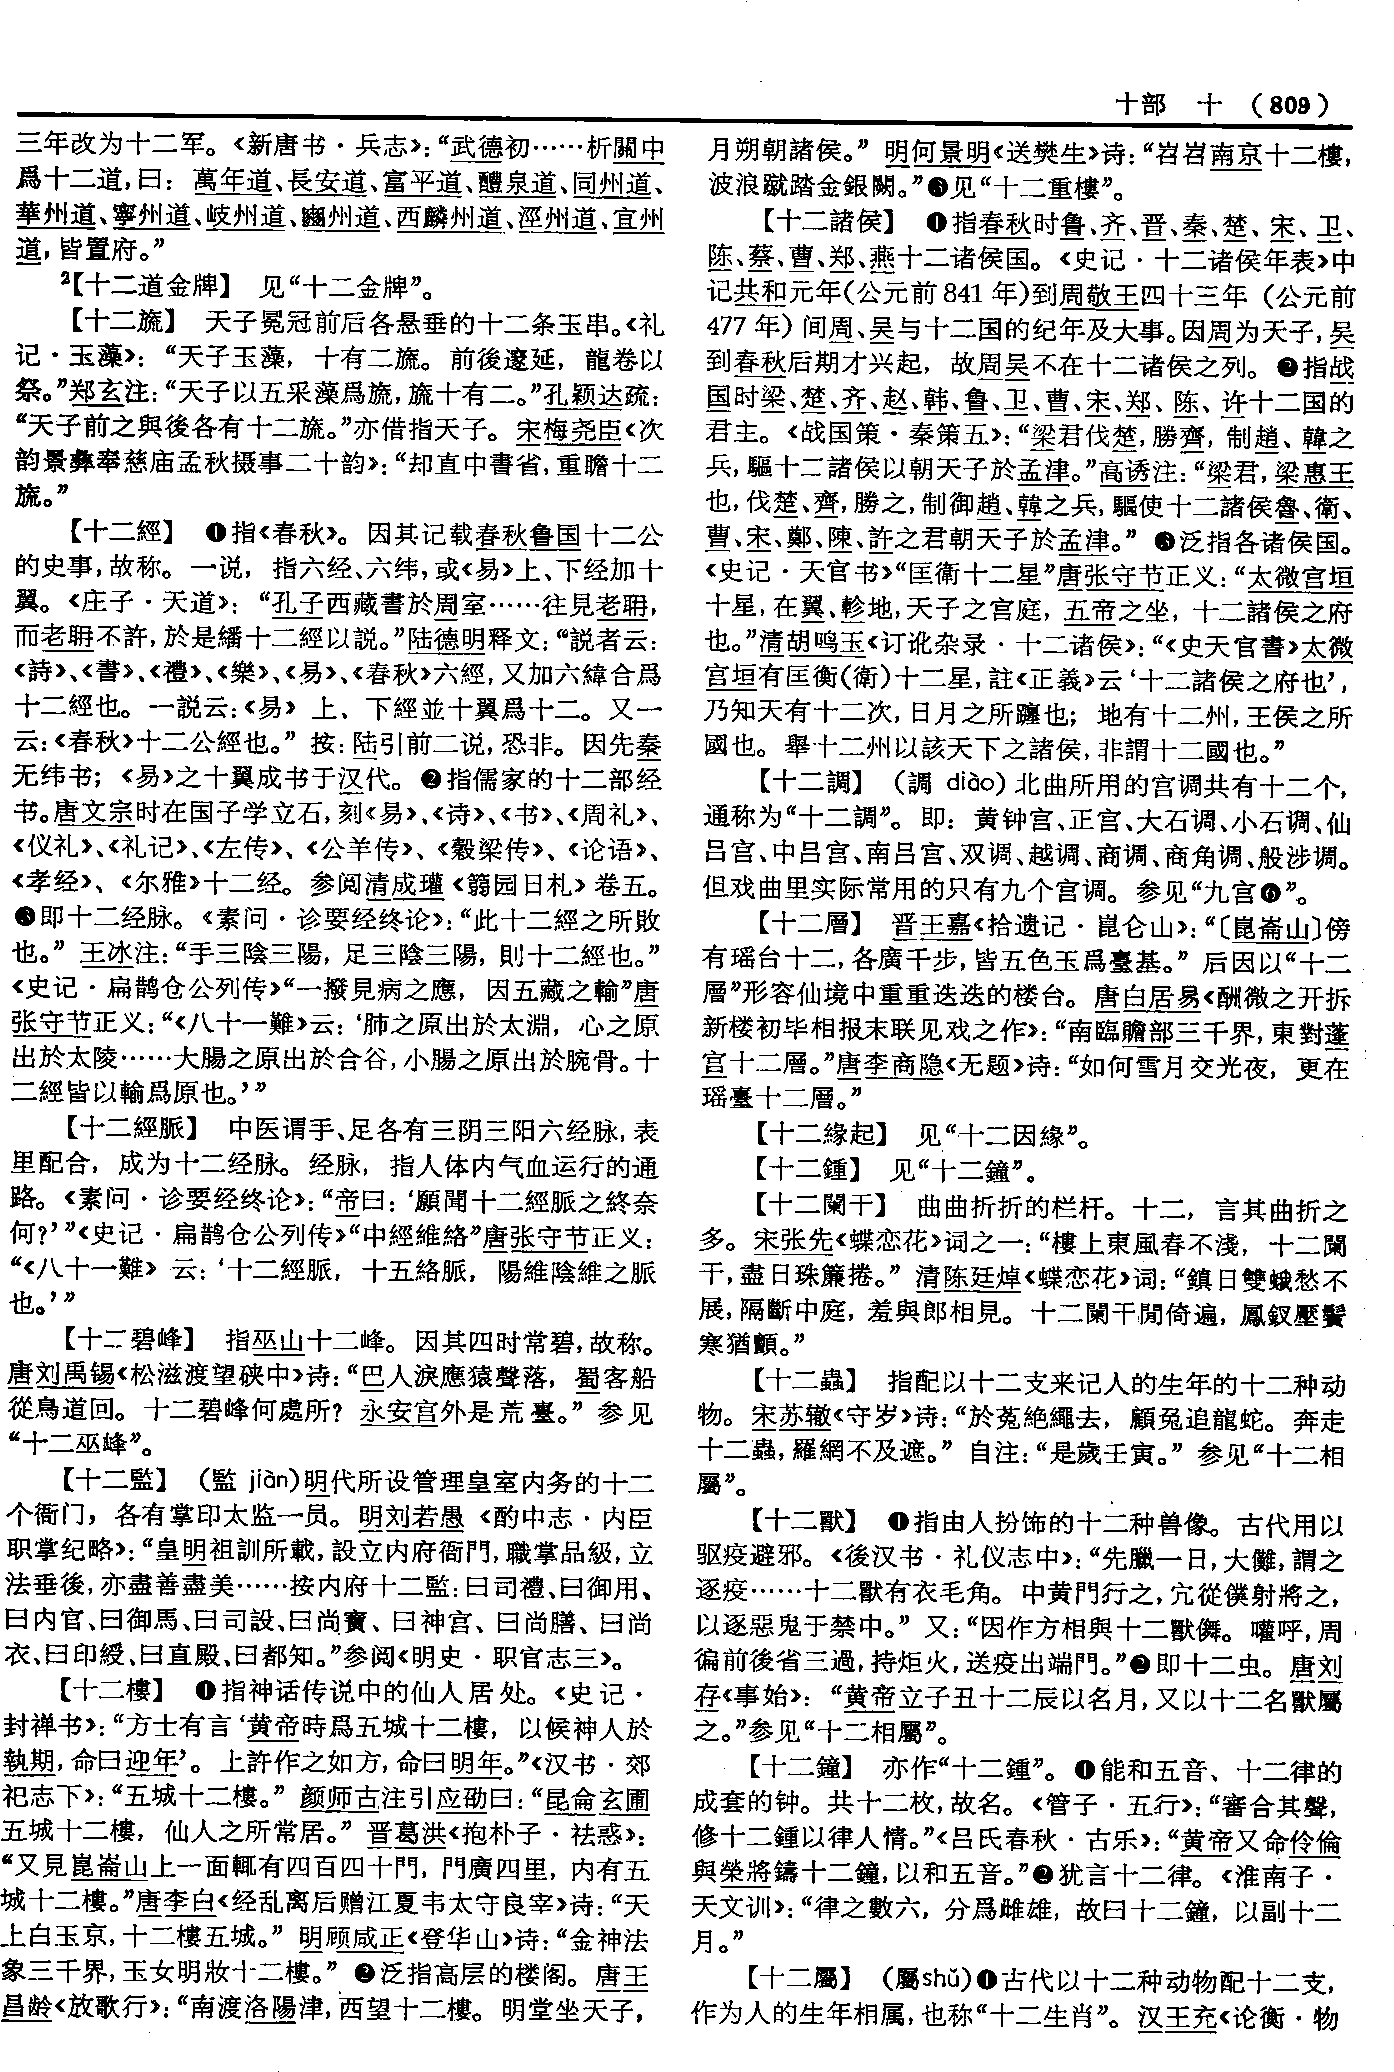 十部 十 (809)
三年改为十二军。《新唐书·兵志》：“武德初……析關中
爲十二道，曰： 萬年道、長安道、富平道、醴泉道、同州道、
華州道、寧州道、岐州道、豳州道、西麟州道、涇州道、宜州
道，皆置府。”
²【十二道金牌】 见“十二金牌”。
【十二旒】 天子冕冠前后各悬垂的十二条玉串。《礼
记·玉藻》：“天子玉藻，十有二旒。前後邃延，龍卷以
祭。”郑玄注：“天子以五采藻爲旒，旒十有二。”孔颖达疏：
“天子前之與後各有十二旒。”亦借指天子。宋梅尧臣《次
韵景彝奉慈庙孟秋摄事二十韵》：“却直中書省，重瞻十二
旒。”
【十二經】 ❶指《春秋》。因其记载春秋鲁国十二公
的史事，故称。一说，指六经、六纬，或《易》上、下经加十
翼。《庄子·天道》：“孔子西藏書於周室……往見老聃，
而老聃不許，於是繙十二經以説。”陆德明释文：“説者云：
《詩》、《書》、《禮》、《樂》、《易》、《春秋》六經，又加六緯合爲
十二經也。一説云：《易》上、下經並十翼爲十二。又一
云：《春秋》十二公經也。”按：陆引前二说，恐非。因先秦
无纬书；《易》之十翼成书于汉代。❷指儒家的十二部经
书。唐文宗时在国子学立石，刻《易》、《诗》、《书》、《周礼》、
《仪礼》、《礼记》、《左传》、《公羊传》、《穀梁传》、《论语》、
《孝经》、《尔雅》十二经。参阅清成瓘《篛园日札》卷五。
❸即十二经脉。《素问·诊要经终论》：“此十二經之所敗
也。”王冰注：“手三陰三陽，足三陰三陽，則十二經也。”
《史记·扁鹊仓公列传》“一撥見病之應，因五藏之輸”唐
张守节正义：“《八十一難》云：‘肺之原出於太淵，心之原
出於太陵……大腸之原出於合谷，小腸之原出於腕骨。十
二經皆以輸爲原也。’”
【十二經脈】 中医谓手、足各有三阴三阳六经脉，表
里配合，成为十二经脉。经脉，指人体内气血运行的通
路。《素问·诊要经终论》：“帝曰：‘願聞十二經脈之終奈
何？’”《史记·扁鹊仓公列传》“中經維絡”唐张守节正义：
“《八十一難》云：‘十二經脈，十五絡脈，陽維陰維之脈
也。’”
【十二碧峰】 指巫山十二峰。因其四时常碧，故称。
唐刘禹锡《松滋渡望硖中》诗：“巴人淚應猿聲落，蜀客船
從鳥道回。十二碧峰何處所？永安宫外是荒臺。”参见
“十二巫峰”。
【十二監】 （監 jiàn）明代所设管理皇室内务的十二
个衙门，各有掌印太监一员。明刘若愚《酌中志·内臣
职掌纪略》：“皇明祖訓所載，設立内府衙門，職掌品級，立
法垂後，亦盡善盡美……按内府十二監：曰司禮、曰御用、
曰内官、曰御馬、曰司設、曰尚寳、曰神宫、曰尚膳、曰尚
衣、曰印綬、曰直殿、曰都知。”参阅《明史·职官志三》。
【十二樓】 ❶指神话传说中的仙人居处。《史记·
封禅书》：“方士有言‘黄帝時爲五城十二樓，以候神人於
執期，命曰迎年’。上許作之如方，命曰明年。”《汉书·郊
祀志下》：“五城十二樓。”颜师古注引应劭曰：“昆侖玄圃
五城十二樓，仙人之所常居。”晋葛洪《抱朴子·祛惑》：
“又見崑崙山上一面輒有四百四十門，門廣四里，内有五
城十二樓。”唐李白《经乱离后赠江夏韦太守良宰》诗：“天
上白玉京，十二樓五城。”明顾咸正《登华山》诗：“金神法
象三千界，玉女明妝十二樓。”❷泛指高层的楼阁。唐王
昌龄《放歌行》：“南渡洛陽津，西望十二樓。明堂坐天子，
月朔朝諸侯。”明何景明《送樊生》诗：“岧岧南京十二樓，
波浪蹴踏金銀闕。”❸见“十二重樓”。
【十二諸侯】 ❶指春秋时鲁、齐、晋、秦、楚、宋、卫、
陈、蔡、曹、郑、燕十二诸侯国。《史记·十二诸侯年表》中
记共和元年（公元前841年）到周敬王四十三年（公元前
477年）间周、吴与十二国的纪年及大事。因周为天子，吴
到春秋后期才兴起，故周吴不在十二诸侯之列。❷指战
国时梁、楚、齐、赵、韩、鲁、卫、曹、宋、郑、陈、许十二国的
君主。《战国策·秦策五》：“梁君伐楚，勝齊，制趙、韓之
兵，驅十二諸侯以朝天子於孟津。”高诱注：“梁君，梁惠王
也，伐楚、齊，勝之，制御趙、韓之兵，驅使十二諸侯魯、衛、
曹、宋、鄭、陳、許之君朝天子於孟津。”❸泛指各诸侯国。
《史记·天官书》“匡衛十二星”唐张守节正义：“太微宫垣
十星，在翼、軫地，天子之宫庭，五帝之坐，十二諸侯之府
也。”清胡鸣玉《订讹杂录·十二诸侯》：“《史天官書》太微
宫垣有匡衡(衛)十二星，註《正義》云‘十二諸侯之府也’，
乃知天有十二次，日月之所躔也；地有十二州，王侯之所
國也。舉十二州以該天下之諸侯，非謂十二國也。”
【十二調】 （調 diào）北曲所用的宫调共有十二个，
通称为“十二調”。即：黄钟宫、正宫、大石调、小石调、仙
吕宫、中吕宫、南吕宫、双调、越调、商调、商角调、般涉调。
但戏曲里实际常用的只有九个宫调。参见“九宫❻”。
【十二層】 晋王嘉《拾遗记·崑仑山》：“〔崑崙山〕傍
有瑶台十二，各廣千步，皆五色玉爲臺基。”后因以“十二
層”形容仙境中重重迭迭的楼台。唐白居易《酬微之开拆
新楼初毕相报末联见戏之作》：“南臨贍部三千界，東對蓬
宫十二層。”唐李商隐《无题》诗：“如何雪月交光夜，更在
瑶臺十二層。”
【十二緣起】 见“十二因緣”。
【十二鍾】 见“十二鐘”。
【十二闌干】 曲曲折折的栏杆。十二，言其曲折之
多。宋张先《蝶恋花》词之一：“樓上東風春不淺，十二闌
干，盡日珠簾捲。”清陈廷焯《蝶恋花》词：“鎮日雙蛾愁不
展，隔斷中庭，羞與郎相見。十二闌干閒倚遍，鳳釵壓鬢
寒猶顫。”
【十二蟲】 指配以十二支来记人的生年的十二种动
物。宋苏辙《守岁》诗：“於菟絶繩去，顧兔追龍蛇。奔走
十二蟲，羅網不及遮。”自注：“是歲壬寅。”参见“十二相
屬”。
【十二獸】 ❶指由人扮饰的十二种兽像。古代用以
驱疫避邪。《後汉书·礼仪志中》：“先臘一日，大儺，謂之
逐疫……十二獸有衣毛角。中黄門行之，宂從僕射將之，
以逐惡鬼于禁中。”又：“因作方相與十二獸儛。嚾呼，周
徧前後省三過，持炬火，送疫出端門。”❷即十二虫。唐刘
存《事始》：“黄帝立子丑十二辰以名月，又以十二名獸屬
之。”参见“十二相屬”。
【十二鐘】 亦作“十二鍾”。❶能和五音、十二律的
成套的钟。共十二枚，故名。《管子·五行》：“審合其聲，
修十二鍾以律人情。”《吕氏春秋·古乐》：“黄帝又命伶倫
與榮將鑄十二鐘，以和五音。”❷犹言十二律。《淮南子·
天文训》：“律之數六，分爲雌雄，故曰十二鐘，以副十二
月。”
【十二屬】 （屬shǔ）❶古代以十二种动物配十二支，
作为人的生年相属，也称“十二生肖”。汉王充《论衡·物